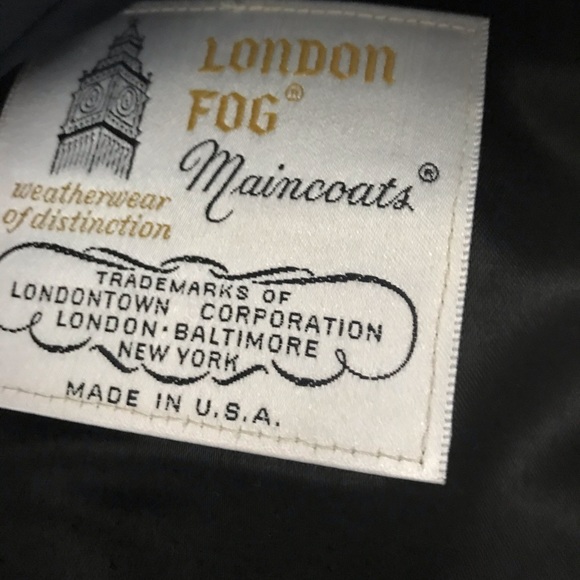 LONDON
FOG®
Maincoats®
weatherwear
of distinction
TRADEMARKS OF
LONDONTOWN CORPORATION
LONDON·BALTIMORE
NEW YORK
MADE IN U.S.A.